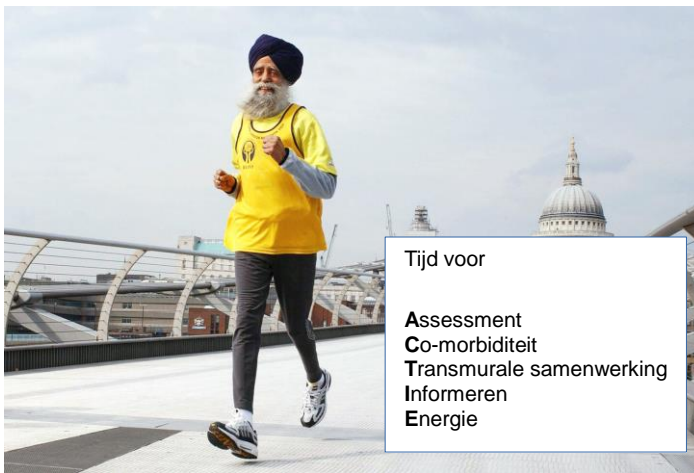 Tijd voor
Assessment
Co-morbiditeit
Transmurale samenwerking
Informeren
Energie